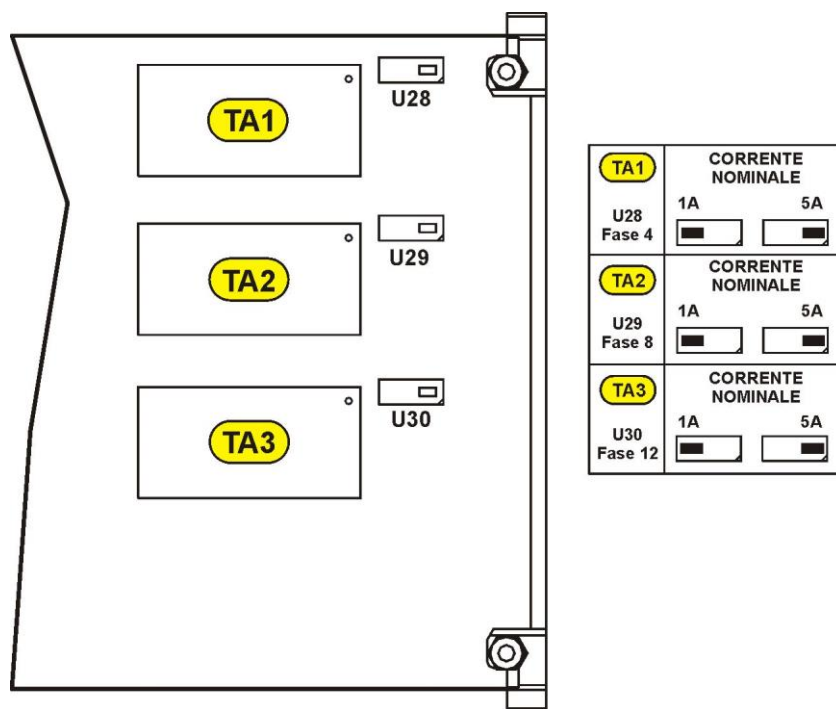 TA1
U28
TA2
U29
TA3
U30
TA1
U28
Fase 4
CORRENTE
NOMINALE
1A 5A
TA2
U29
Fase 8
CORRENTE
NOMINALE
1A 5A
TA3
U30
Fase 12
CORRENTE
NOMINALE
1A 5A